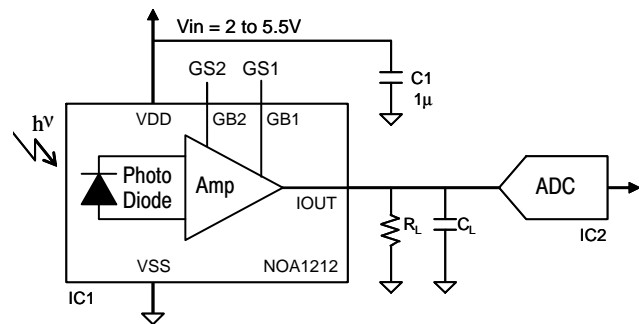 Vin = 2 to 5.5V
GS2 GS1
C1
1µ
VDD GB2 GB1
hν
Photo
Diode
Amp
IOUT
ADC
RL CL
IC2
VSS NOA1212
IC1